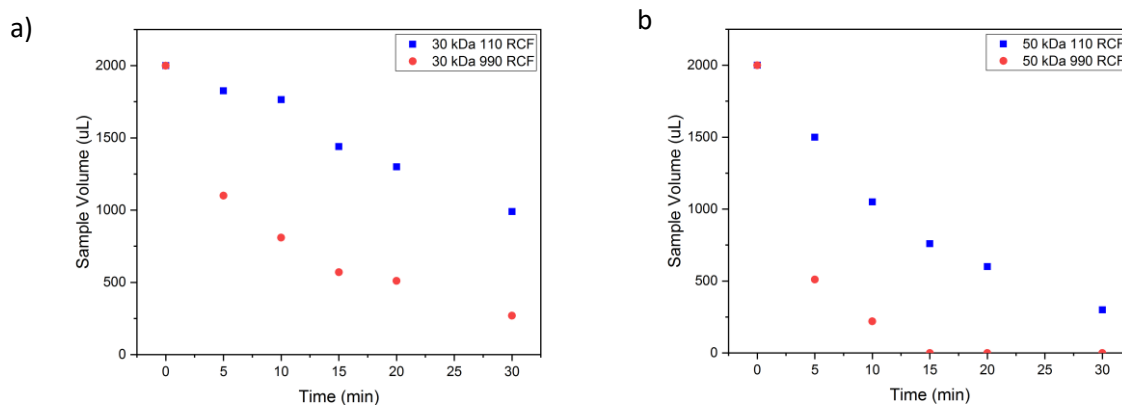 a)
30 kDa 110 RCF
30 kDa 990 RCF
2000
1500
1000
500
0
Sample Volume (uL)
0 5 10 15 20 25 30
Time (min)
b
50 kDa 110 RCF
50 kDa 990 RCF
2000
1500
1000
500
0
Sample Volume (uL)
0 5 10 15 20 25 30
Time (min)